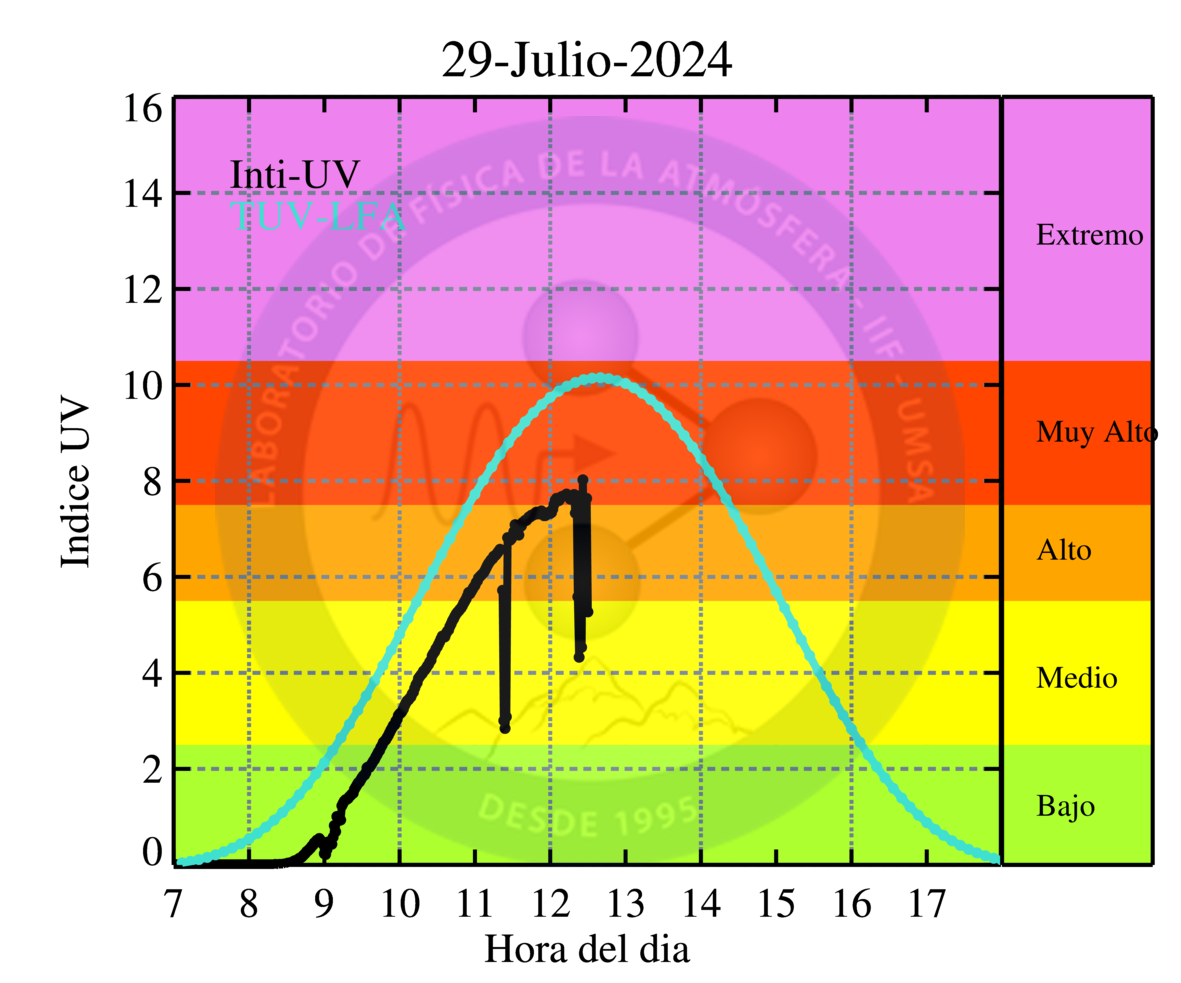 29-Julio-2024
16
14
12
10
8
6
4
2
0
Indice UV
Inti-UV
TUV-LFA
LABORATORIO DE FÍSICA DE LA ATMÓSFERA - IIF - UMSA
DESDE 1995
Extremo
Muy Alto
Alto
Medio
Bajo
7 8 9 10 11 12 13 14 15 16 17
Hora del dia